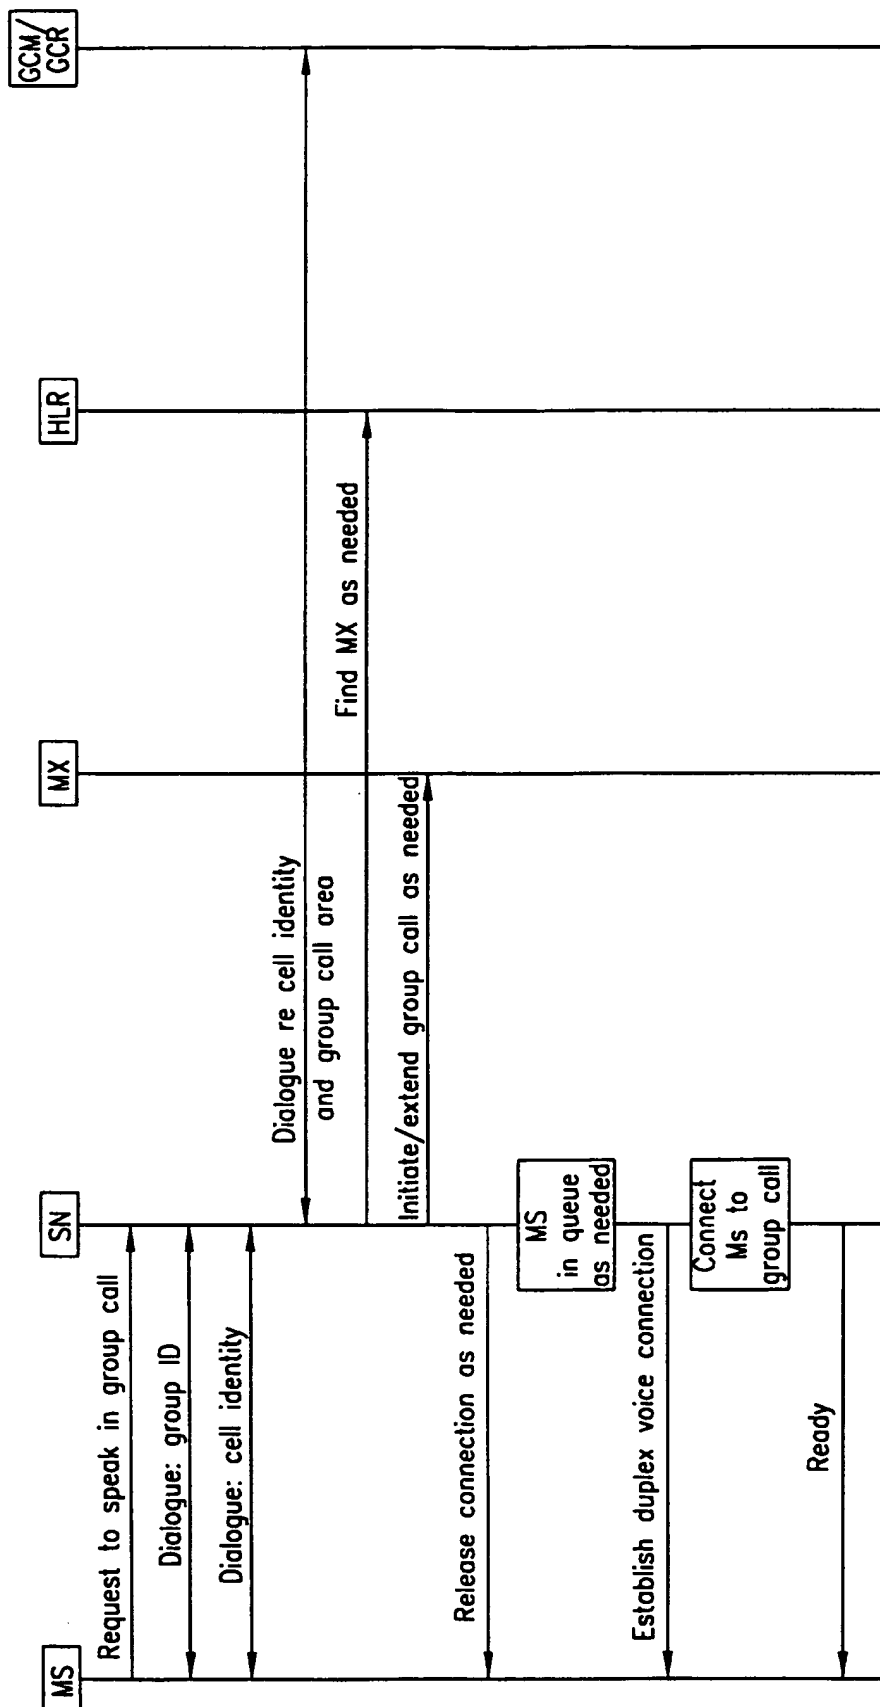 MS
SN
MX
HLR
GCM/
GCR
Request to speak in group call
Dialogue: group ID
Dialogue: cell identity
Dialogue re cell identity
and group call area
Find MX as needed
Initiate/extend group call as needed
Release connection as needed
MS
in queue
as needed
Establish duplex voice connection
Connect
Ms to
group call
Ready